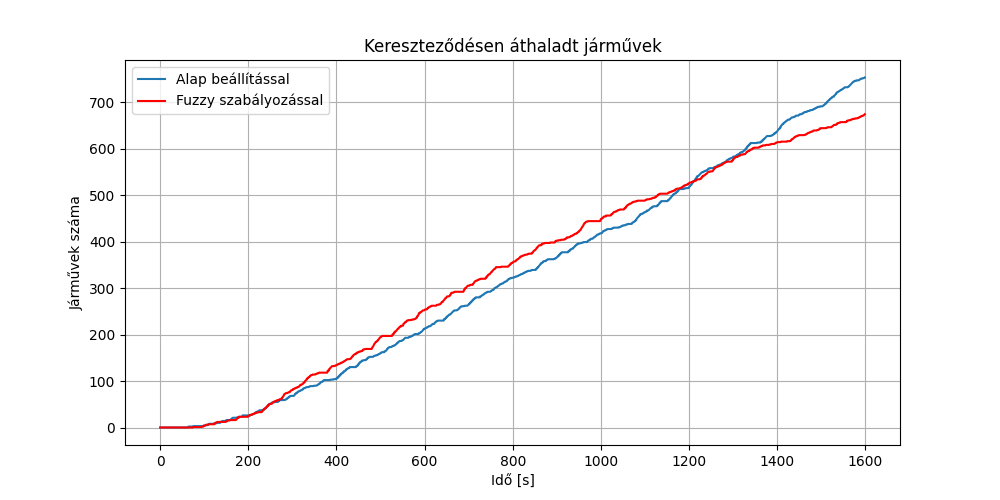 Kereszteződésen áthaladt járművek
Alap beállítással
Fuzzy szabályozással
Járművek száma
700
600
500
400
300
200
100
0
0 200 400 600 800 1000 1200 1400 1600
Idő [s]